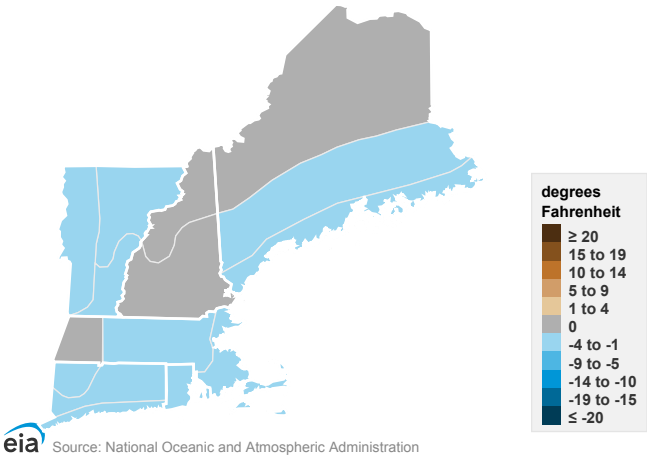 degrees
Fahrenheit
≥ 20
15 to 19
10 to 14
5 to 9
1 to 4
0
-4 to -1
-9 to -5
-14 to -10
-19 to -15
≤ -20
eia Source: National Oceanic and Atmospheric Administration